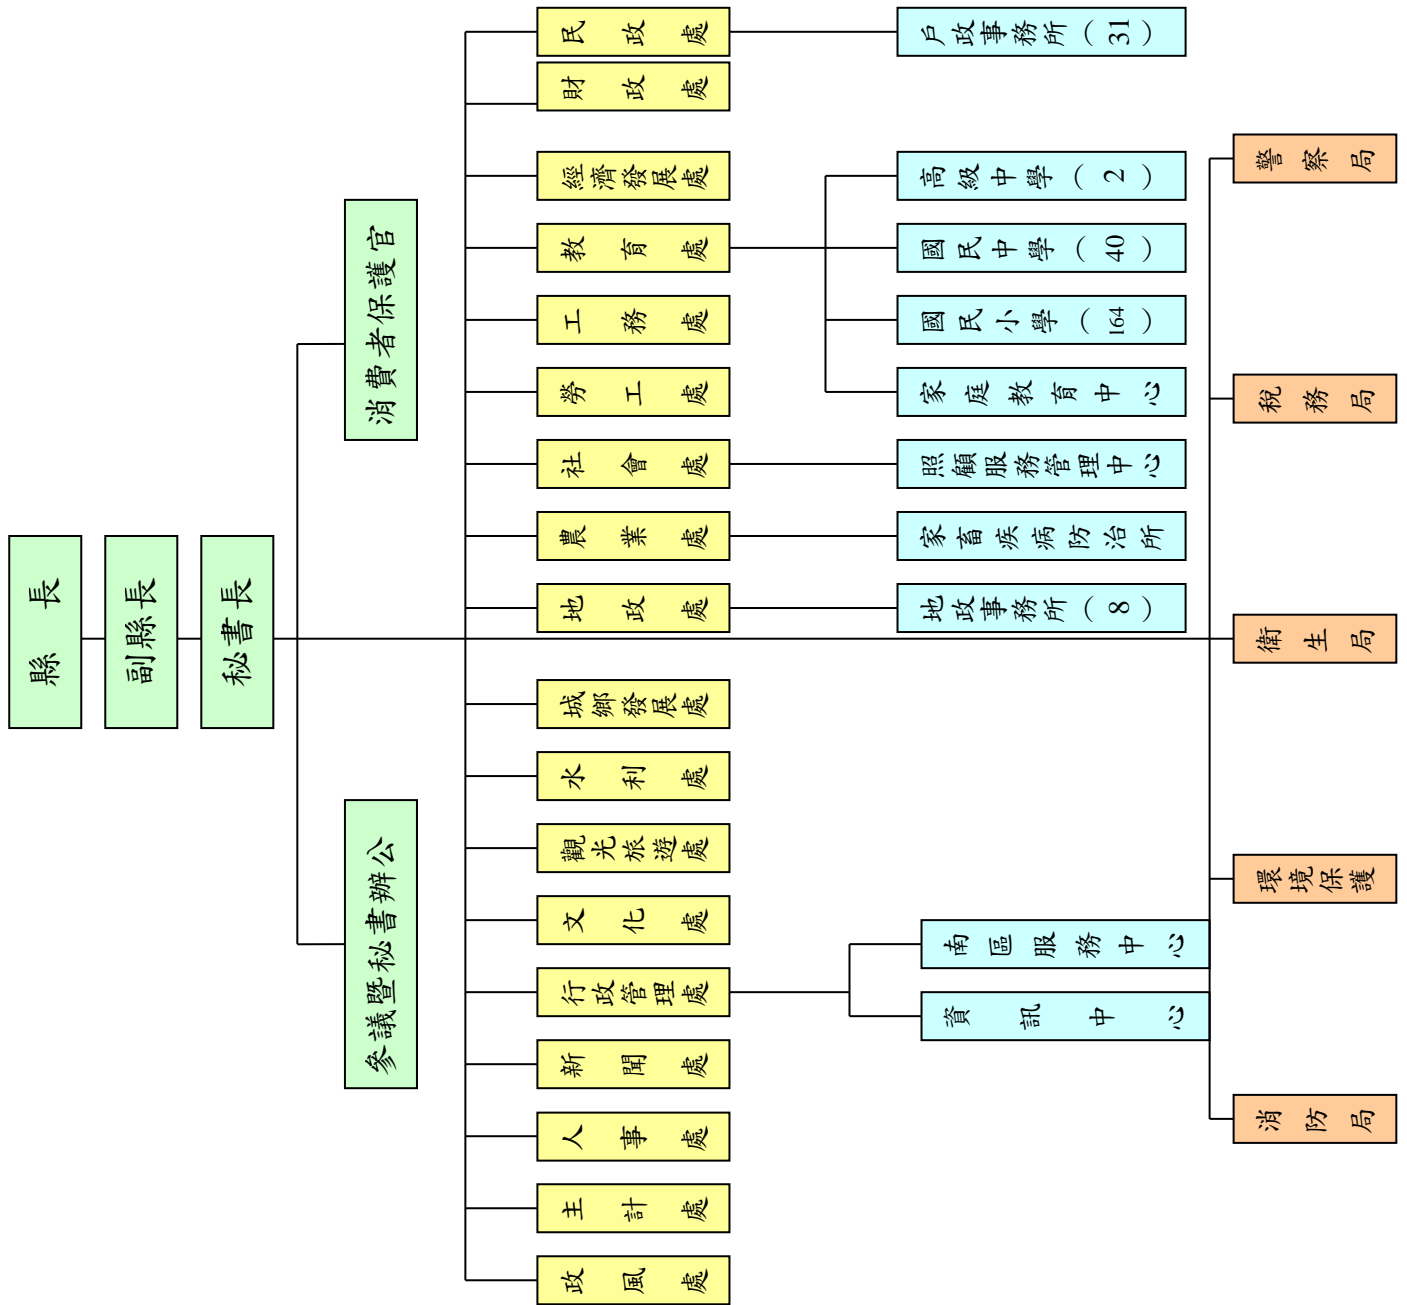 縣長
副縣長
秘書長
消費者保護官
參議暨秘書辦公
民政處
財政處
經濟發展處
教育處
工務處
勞工處
社會處
農業處
地政處
城鄉發展處
水利處
觀光旅遊處
文化處
行政管理處
新聞處
人事處
主計處
政風處
戶政事務所(31)
高級中學(2)
國民中學(40)
國民小學(164)
家庭教育中心
照顧服務管理中心
家畜疾病防治所
地政事務所(8)
南區服務中心
資訊中心
警察局
稅務局
衛生局
環境保護
消防局